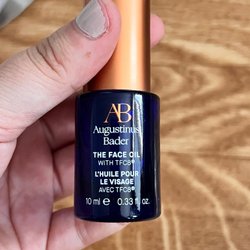 AB
Augustinus
Bader
THE FACE OIL
WITH TFC8®
L'HUILE POUR
LE VISAGE
AVEC TFC8®
10 ml e 0.33 fl. oz